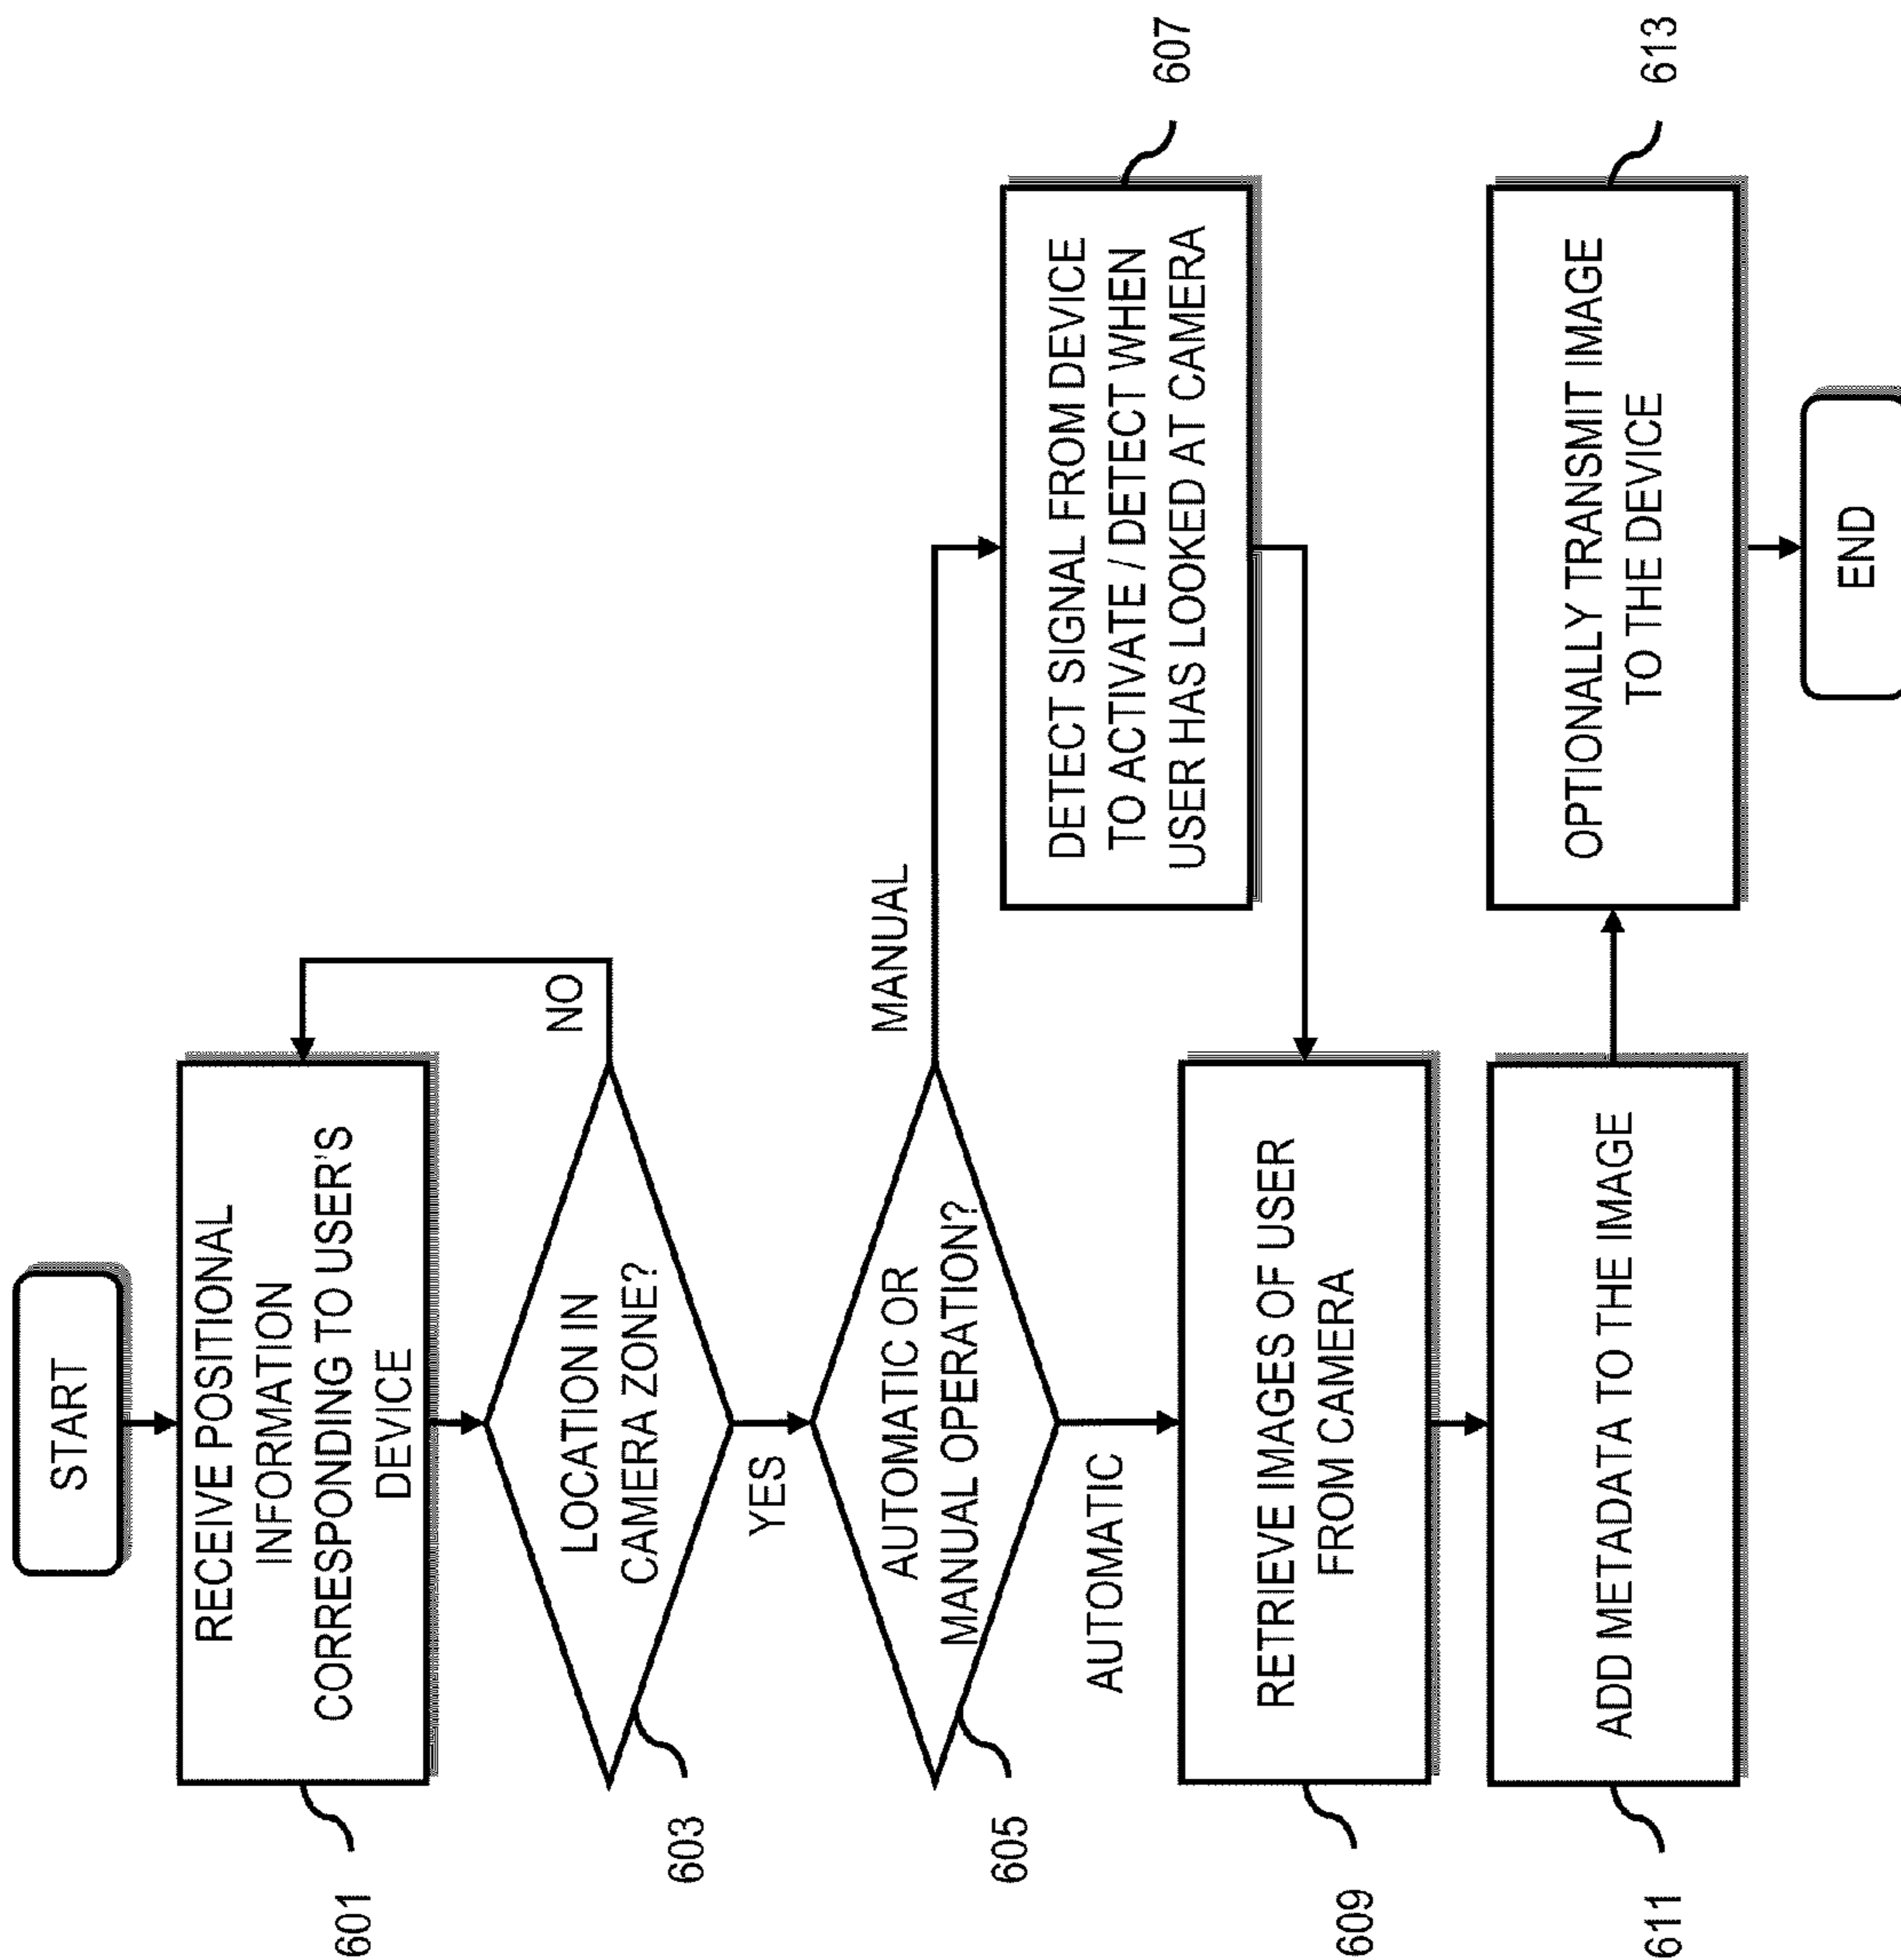 START
RECEIVE POSITIONAL
INFORMATION
CORRESPONDING TO USER'S
DEVICE
601
NO
LOCATION IN
CAMERA ZONE?
603
YES
AUTOMATIC OR
MANUAL OPERATION?
605
MANUAL
DETECT SIGNAL FROM DEVICE
TO ACTIVATE / DETECT WHEN
USER HAS LOOKED AT CAMERA
607
AUTOMATIC
RETRIEVE IMAGES OF USER
FROM CAMERA
609
ADD METADATA TO THE IMAGE
611
OPTIONALLY TRANSMIT IMAGE
TO THE DEVICE
613
END